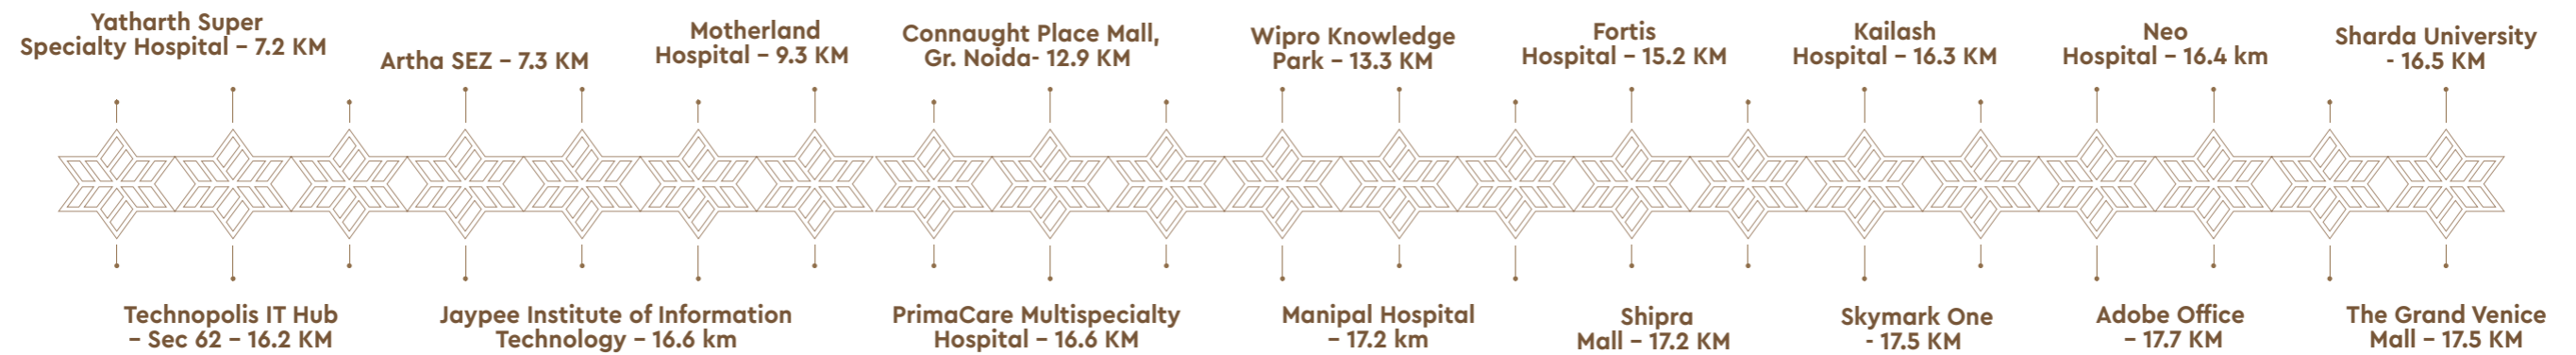 Yatharth Super
Specialty Hospital – 7.2 KM
Artha SEZ – 7.3 KM
Motherland
Hospital – 9.3 KM
Connaught Place Mall,
Gr. Noida- 12.9 KM
Wipro Knowledge
Park – 13.3 KM
Fortis
Hospital – 15.2 KM
Kailash
Hospital – 16.3 KM
Neo
Hospital – 16.4 km
Sharda University
- 16.5 KM
Technopolis IT Hub
– Sec 62 – 16.2 KM
Jaypee Institute of Information
Technology – 16.6 km
PrimaCare Multispecialty
Hospital – 16.6 KM
Manipal Hospital
– 17.2 km
Shipra
Mall – 17.2 KM
Skymark One
- 17.5 KM
Adobe Office
– 17.7 KM
The Grand Venice
Mall – 17.5 KM